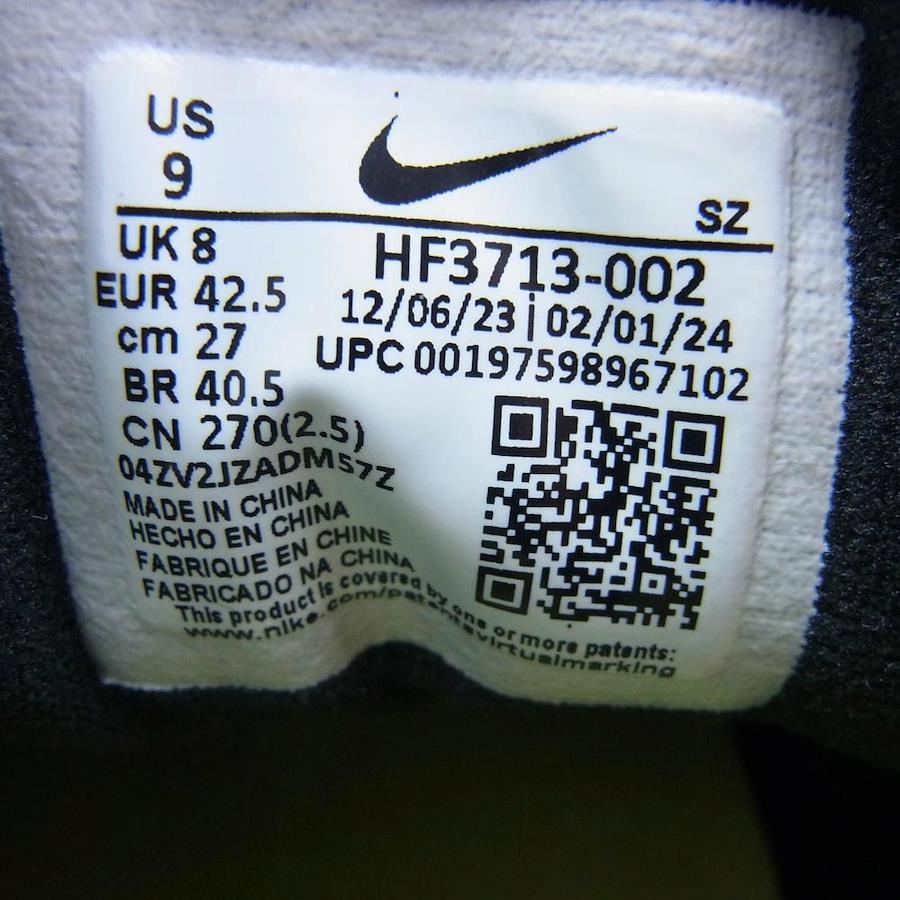 US
9
SZ
UK 8
EUR 42.5
cm 27
BR 40.5
CN 270(2.5)
HF3713-002
12/06/23 | 02/01/24
UPC 00197598967102
04ZV2JZADM57Z
MADE IN CHINA
HECHO EN CHINA
FABRIQUE EN CHINE
FABRICADO NA CHINA
This product is covered by one or more patents:
www.nike.com/patentsvirtualmarking